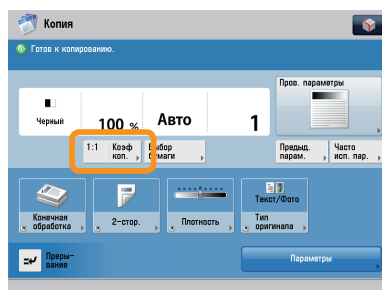 Копия
Готов к копированию.
Пров. параметры
Черный
100 %
Авто
1
1:1
Коэф
коп.
Выбор
бумаги
Предыд.
парам.
Часто
исп. пар.
Конечная
обработка
2-стор.
Плотность
Текст/Фото
Тип
оригинала
Преры-
вание
Параметры